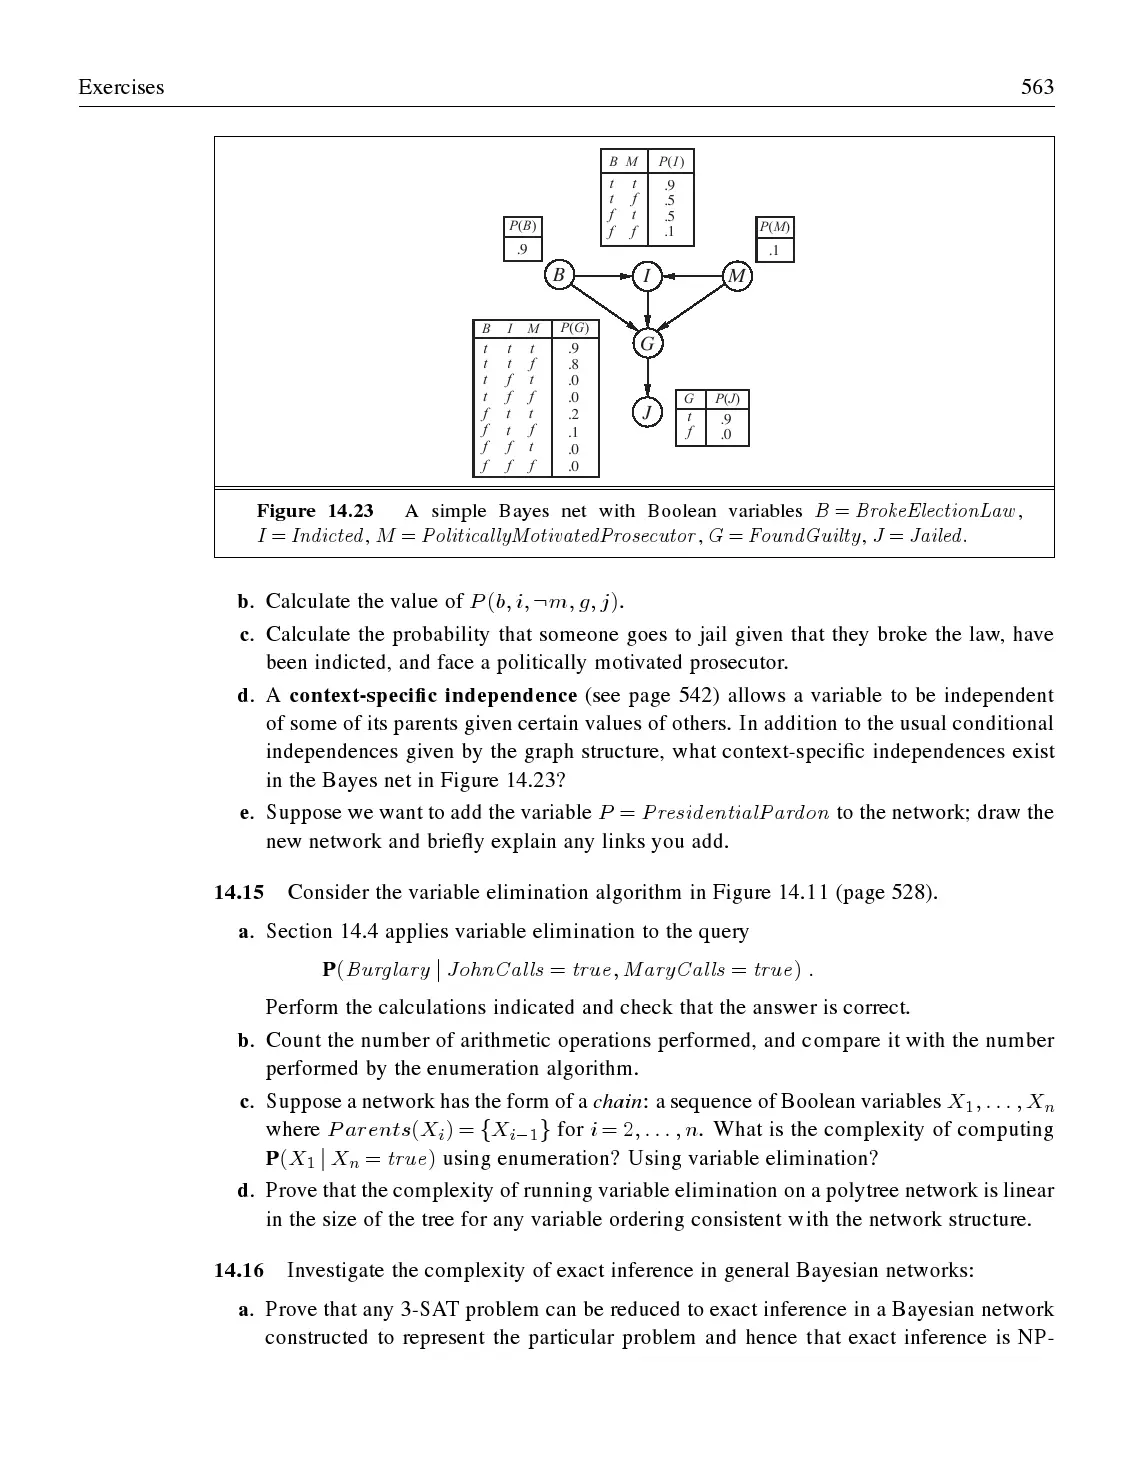 Exercises 563
B M P(I)
t t .9
t f .5
f t .5
f f .1
P(B)
.9
P(M)
.1
B I M
B I M P(G)
t t t .9
t t f .8
t f t .0
t f f .0
f t t .2
f t f .1
f f t .0
f f f .0
G
J
G P(J)
t .9
f .0
Figure 14.23 A simple Bayes net with Boolean variables B = BrokeElectionLaw,
I = Indicted, M = PoliticallyMotivatedProsecutor, G = FoundGuilty, J = Jailed.
b. Calculate the value of P(b, i, ¬m, g, j).
c. Calculate the probability that someone goes to jail given that they broke the law, have
been indicted, and face a politically motivated prosecutor.
d. A context-specific independence (see page 542) allows a variable to be independent
of some of its parents given certain values of others. In addition to the usual conditional
independences given by the graph structure, what context-specific independences exist
in the Bayes net in Figure 14.23?
e. Suppose we want to add the variable P = PresidentialPardon to the network; draw the
new network and briefly explain any links you add.
14.15 Consider the variable elimination algorithm in Figure 14.11 (page 528).
a. Section 14.4 applies variable elimination to the query
P(Burglary | JohnCalls = true, MaryCalls = true) .
Perform the calculations indicated and check that the answer is correct.
b. Count the number of arithmetic operations performed, and compare it with the number
performed by the enumeration algorithm.
c. Suppose a network has the form of a chain: a sequence of Boolean variables X₁, . . . , Xₙ
where Parents(Xᵢ) = {Xᵢ₋₁} for i = 2, . . . , n. What is the complexity of computing
P(X₁ | Xₙ = true) using enumeration? Using variable elimination?
d. Prove that the complexity of running variable elimination on a polytree network is linear
in the size of the tree for any variable ordering consistent with the network structure.
14.16 Investigate the complexity of exact inference in general Bayesian networks:
a. Prove that any 3-SAT problem can be reduced to exact inference in a Bayesian network
constructed to represent the particular problem and hence that exact inference is NP-